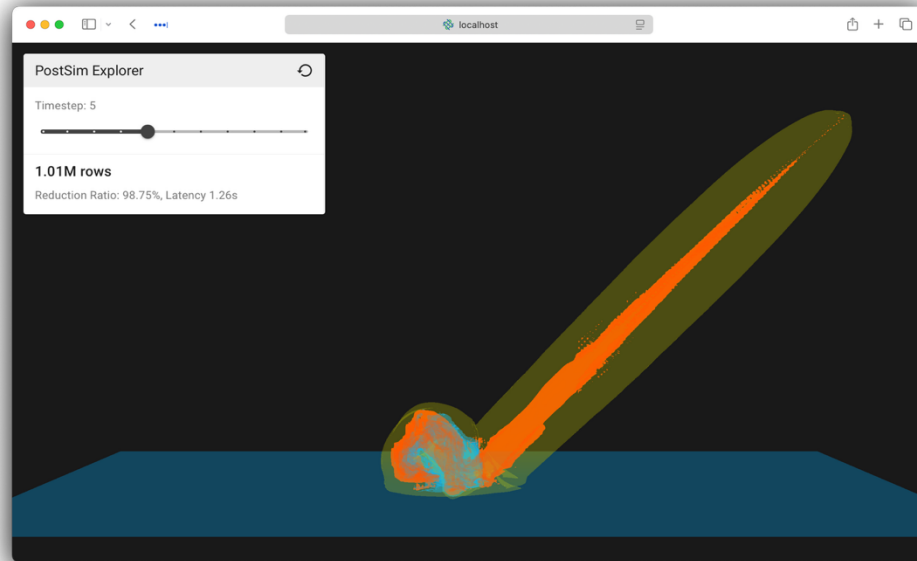 localhost
PostSim Explorer
Timestep: 5
1.01M rows
Reduction Ratio: 98.75%, Latency 1.26s